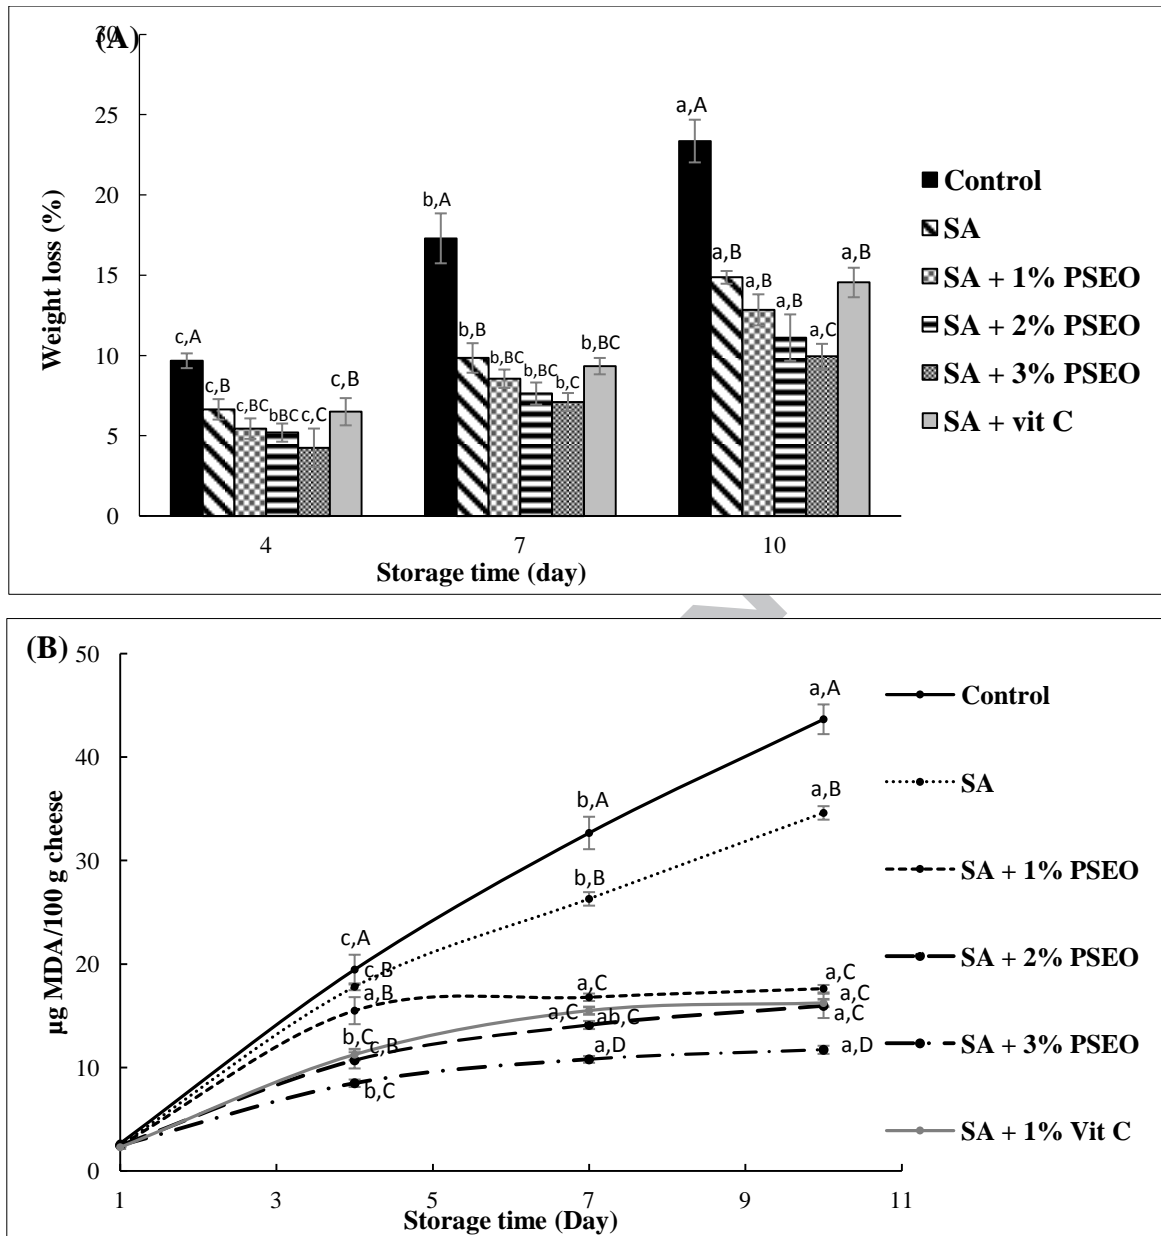 (A)
30
25
20
15
10
5
0
Weight loss (%)
c,A
c,B
c,BC
bBC
c,C
c,B
b,A
b,B
b,BC
b,BC
b,C
b,BC
a,A
a,B
a,B
a,B
a,C
a,B
4
7
10
Storage time (day)
Control
SA
SA + 1% PSEO
SA + 2% PSEO
SA + 3% PSEO
SA + vit C
(B)
50
40
30
20
10
0
µg MDA/100 g cheese
c,A
c,B
a,B
b,C
c,B
b,C
b,A
b,B
a,C
a,C
ab,C
a,D
a,A
a,B
a,C
a,C
a,C
a,D
1
3
5
7
9
11
Storage time (Day)
Control
SA
SA + 1% PSEO
SA + 2% PSEO
SA + 3% PSEO
SA + 1% Vit C